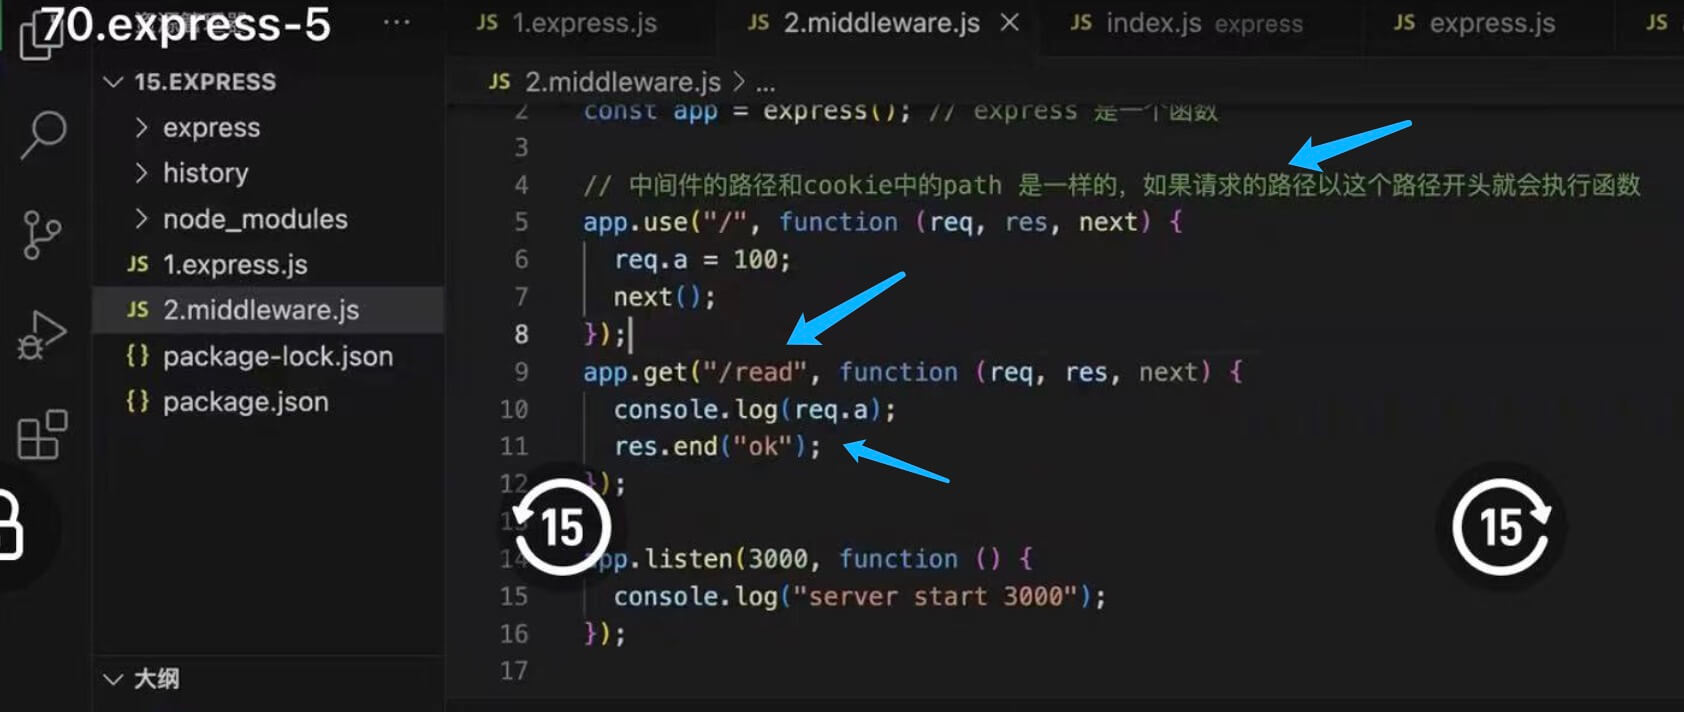 70.express-5
...
JS 1.express.js
JS 2.middleware.js
JS index.js express
JS express.js
JS
15.EXPRESS
express
history
node_modules
JS 1.express.js
JS 2.middleware.js
{} package-lock.json
{} package.json
大纲
JS 2.middleware.js > ...
2 const app = express(); // express 是一个函数
3
4 // 中间件的路径和cookie中的path 是一样的，如果请求的路径以这个路径开头就会执行函数
5 app.use("/", function (req, res, next) {
6 req.a = 100;
7 next();
8 });
9 app.get("/read", function (req, res, next) {
10 console.log(req.a);
11 res.end("ok");
12 });
14 app.listen(3000, function () {
15 console.log("server start 3000");
16 });
17
15
15